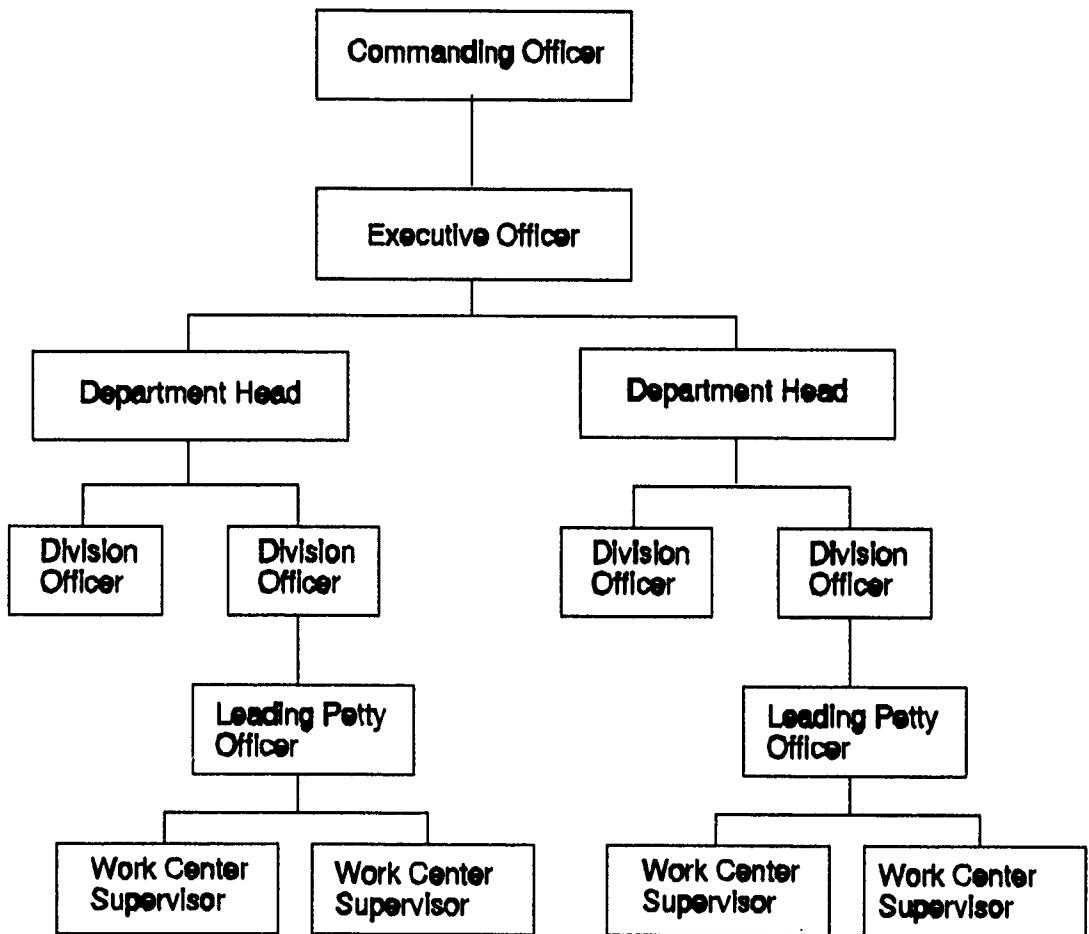 Commanding Officer
Executive Officer
Department Head
Department Head
Division
Officer
Division
Officer
Division
Officer
Division
Officer
Leading Petty
Officer
Leading Petty
Officer
Work Center
Supervisor
Work Center
Supervisor
Work Center
Supervisor
Work Center
Supervisor